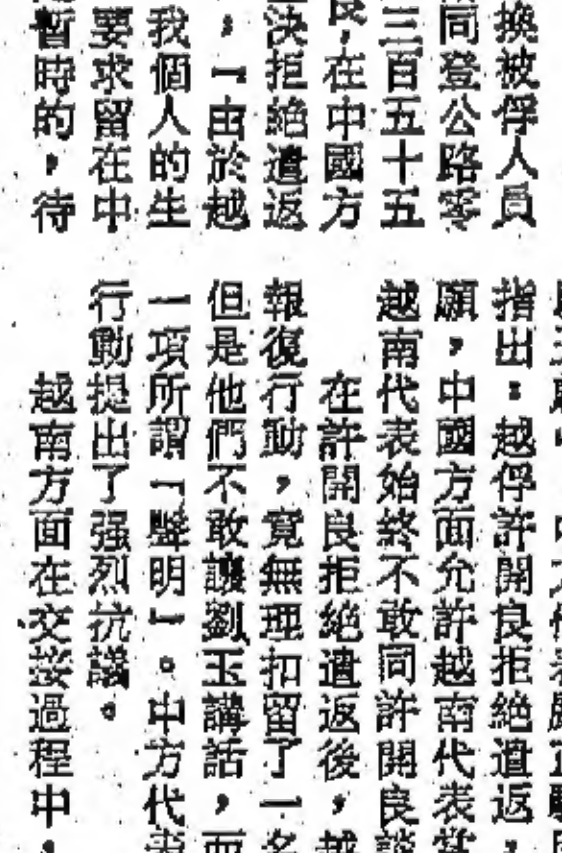 換被俘人員
同登公路零
三百五十五
良,在中國方
決拒絕遣返
,「由於越
我個人的生
要求留在中
暫時的,待
指出:越俘許開良拒絕遣返,
願,中國方面允許越南代表當
越南代表始終不敢同許開良談
在許開良拒絕遣返後,越
報復行動,竟無理扣留了一名
但是他們不敢讓劉玉講話,而
一項所謂「聲明」。中方代表
行動提出了强烈抗議。
越南方面在交接過程中,